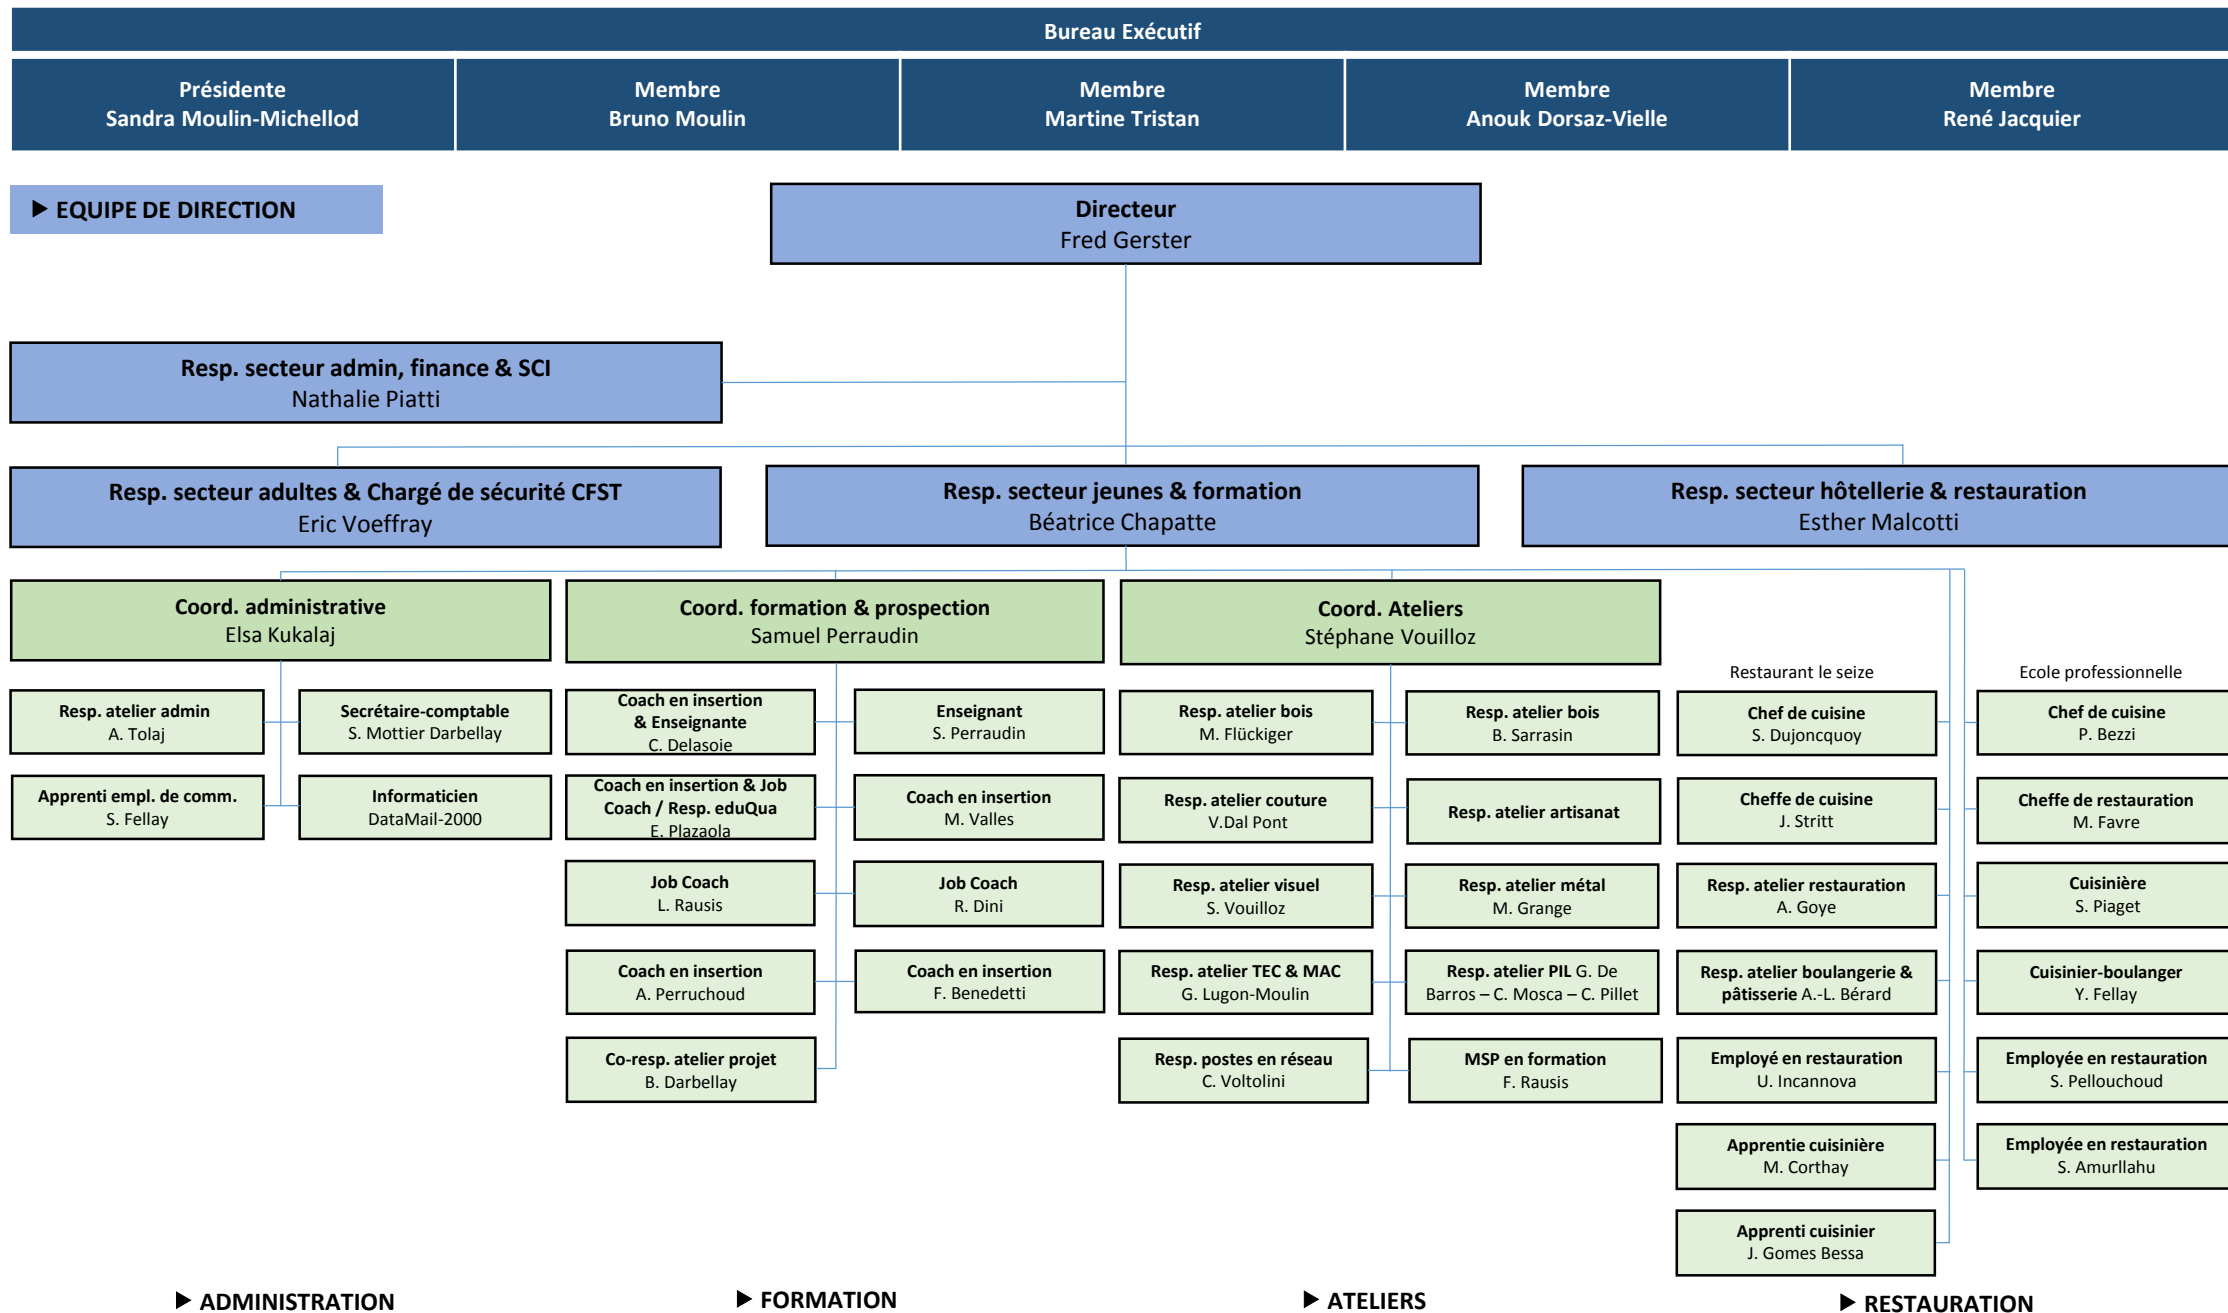 Bureau Exécutif
Présidente
Sandra Moulin-Michellod
Membre
Bruno Moulin
Membre
Martine Tristan
Membre
Anouk Dorsaz-Vielle
Membre
René Jacquier
► EQUIPE DE DIRECTION
Directeur
Fred Gerster
Resp. secteur admin, finance & SCI
Nathalie Piatti
Resp. secteur adultes & Chargé de sécurité CFST
Eric Voeffray
Resp. secteur jeunes & formation
Béatrice Chapatte
Resp. secteur hôtellerie & restauration
Esther Malcotti
Coord. administrative
Elsa Kukalaj
Resp. atelier admin
A. Tolaj
Secrétaire-comptable
S. Mottier Darbellay
Apprenti empl. de comm.
S. Fellay
Informaticien
DataMail-2000
Coord. formation & prospection
Samuel Perraudin
Coach en insertion
& Enseignante
C. Delasoie
Enseignant
S. Perraudin
Coach en insertion & Job
Coach / Resp. eduQua
E. Plazaola
Coach en insertion
M. Valles
Job Coach
L. Rausis
Job Coach
R. Dini
Coach en insertion
A. Perruchoud
Coach en insertion
F. Benedetti
Co-resp. atelier projet
B. Darbellay
Coord. Ateliers
Stéphane Vouilloz
Resp. atelier bois
M. Flückiger
Resp. atelier bois
B. Sarrasin
Resp. atelier couture
V.Dal Pont
Resp. atelier artisanat
Resp. atelier visuel
S. Vouilloz
Resp. atelier métal
M. Grange
Resp. atelier TEC & MAC
G. Lugon-Moulin
Resp. atelier PIL G. De
Barros – C. Mosca – C. Pillet
Resp. postes en réseau
C. Voltolini
MSP en formation
F. Rausis
Restaurant le seize
Chef de cuisine
S. Dujoncquoy
Cheffe de cuisine
J. Stritt
Resp. atelier restauration
A. Goye
Resp. atelier boulangerie &
pâtisserie A.-L. Bérard
Employé en restauration
U. Incannova
Apprentie cuisinière
M. Corthay
Apprenti cuisinier
J. Gomes Bessa
Ecole professionnelle
Chef de cuisine
P. Bezzi
Cheffe de restauration
M. Favre
Cuisinière
S. Piaget
Cuisinier-boulanger
Y. Fellay
Employée en restauration
S. Pellouchoud
Employée en restauration
S. Amurllahu
► ADMINISTRATION
► FORMATION
► ATELIERS
► RESTAURATION